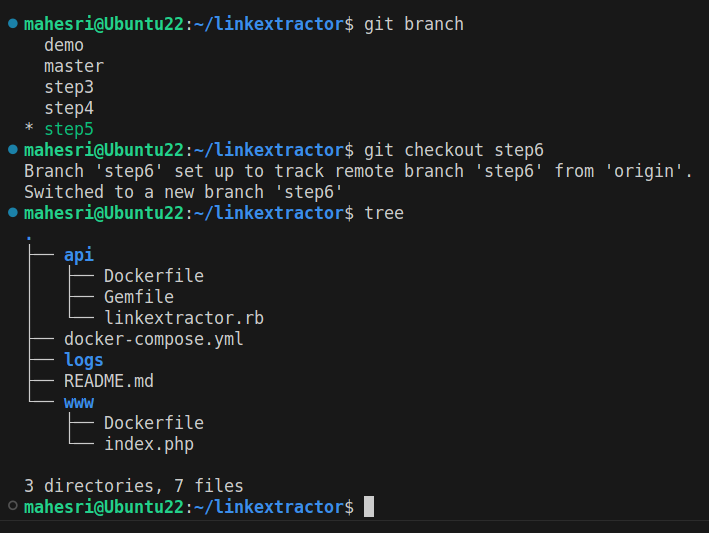 mahesri@Ubuntu22:~/linkextractor$ git branch
  demo
  master
  step3
  step4
* step5
mahesri@Ubuntu22:~/linkextractor$ git checkout step6
Branch 'step6' set up to track remote branch 'step6' from 'origin'.
Switched to a new branch 'step6'
mahesri@Ubuntu22:~/linkextractor$ tree
.
├── api
│   ├── Dockerfile
│   ├── Gemfile
│   └── linkextractor.rb
├── docker-compose.yml
├── logs
├── README.md
└── www
    ├── Dockerfile
    └── index.php

3 directories, 7 files
mahesri@Ubuntu22:~/linkextractor$